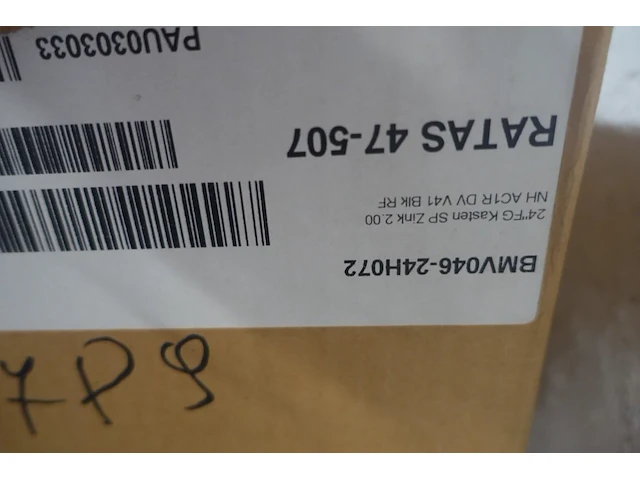 BMV046-24H072
24"FG Kasten SP Zink 2.00
NH AC1R DV V41 Blk RF
RATAS 47-507
PAU0303033